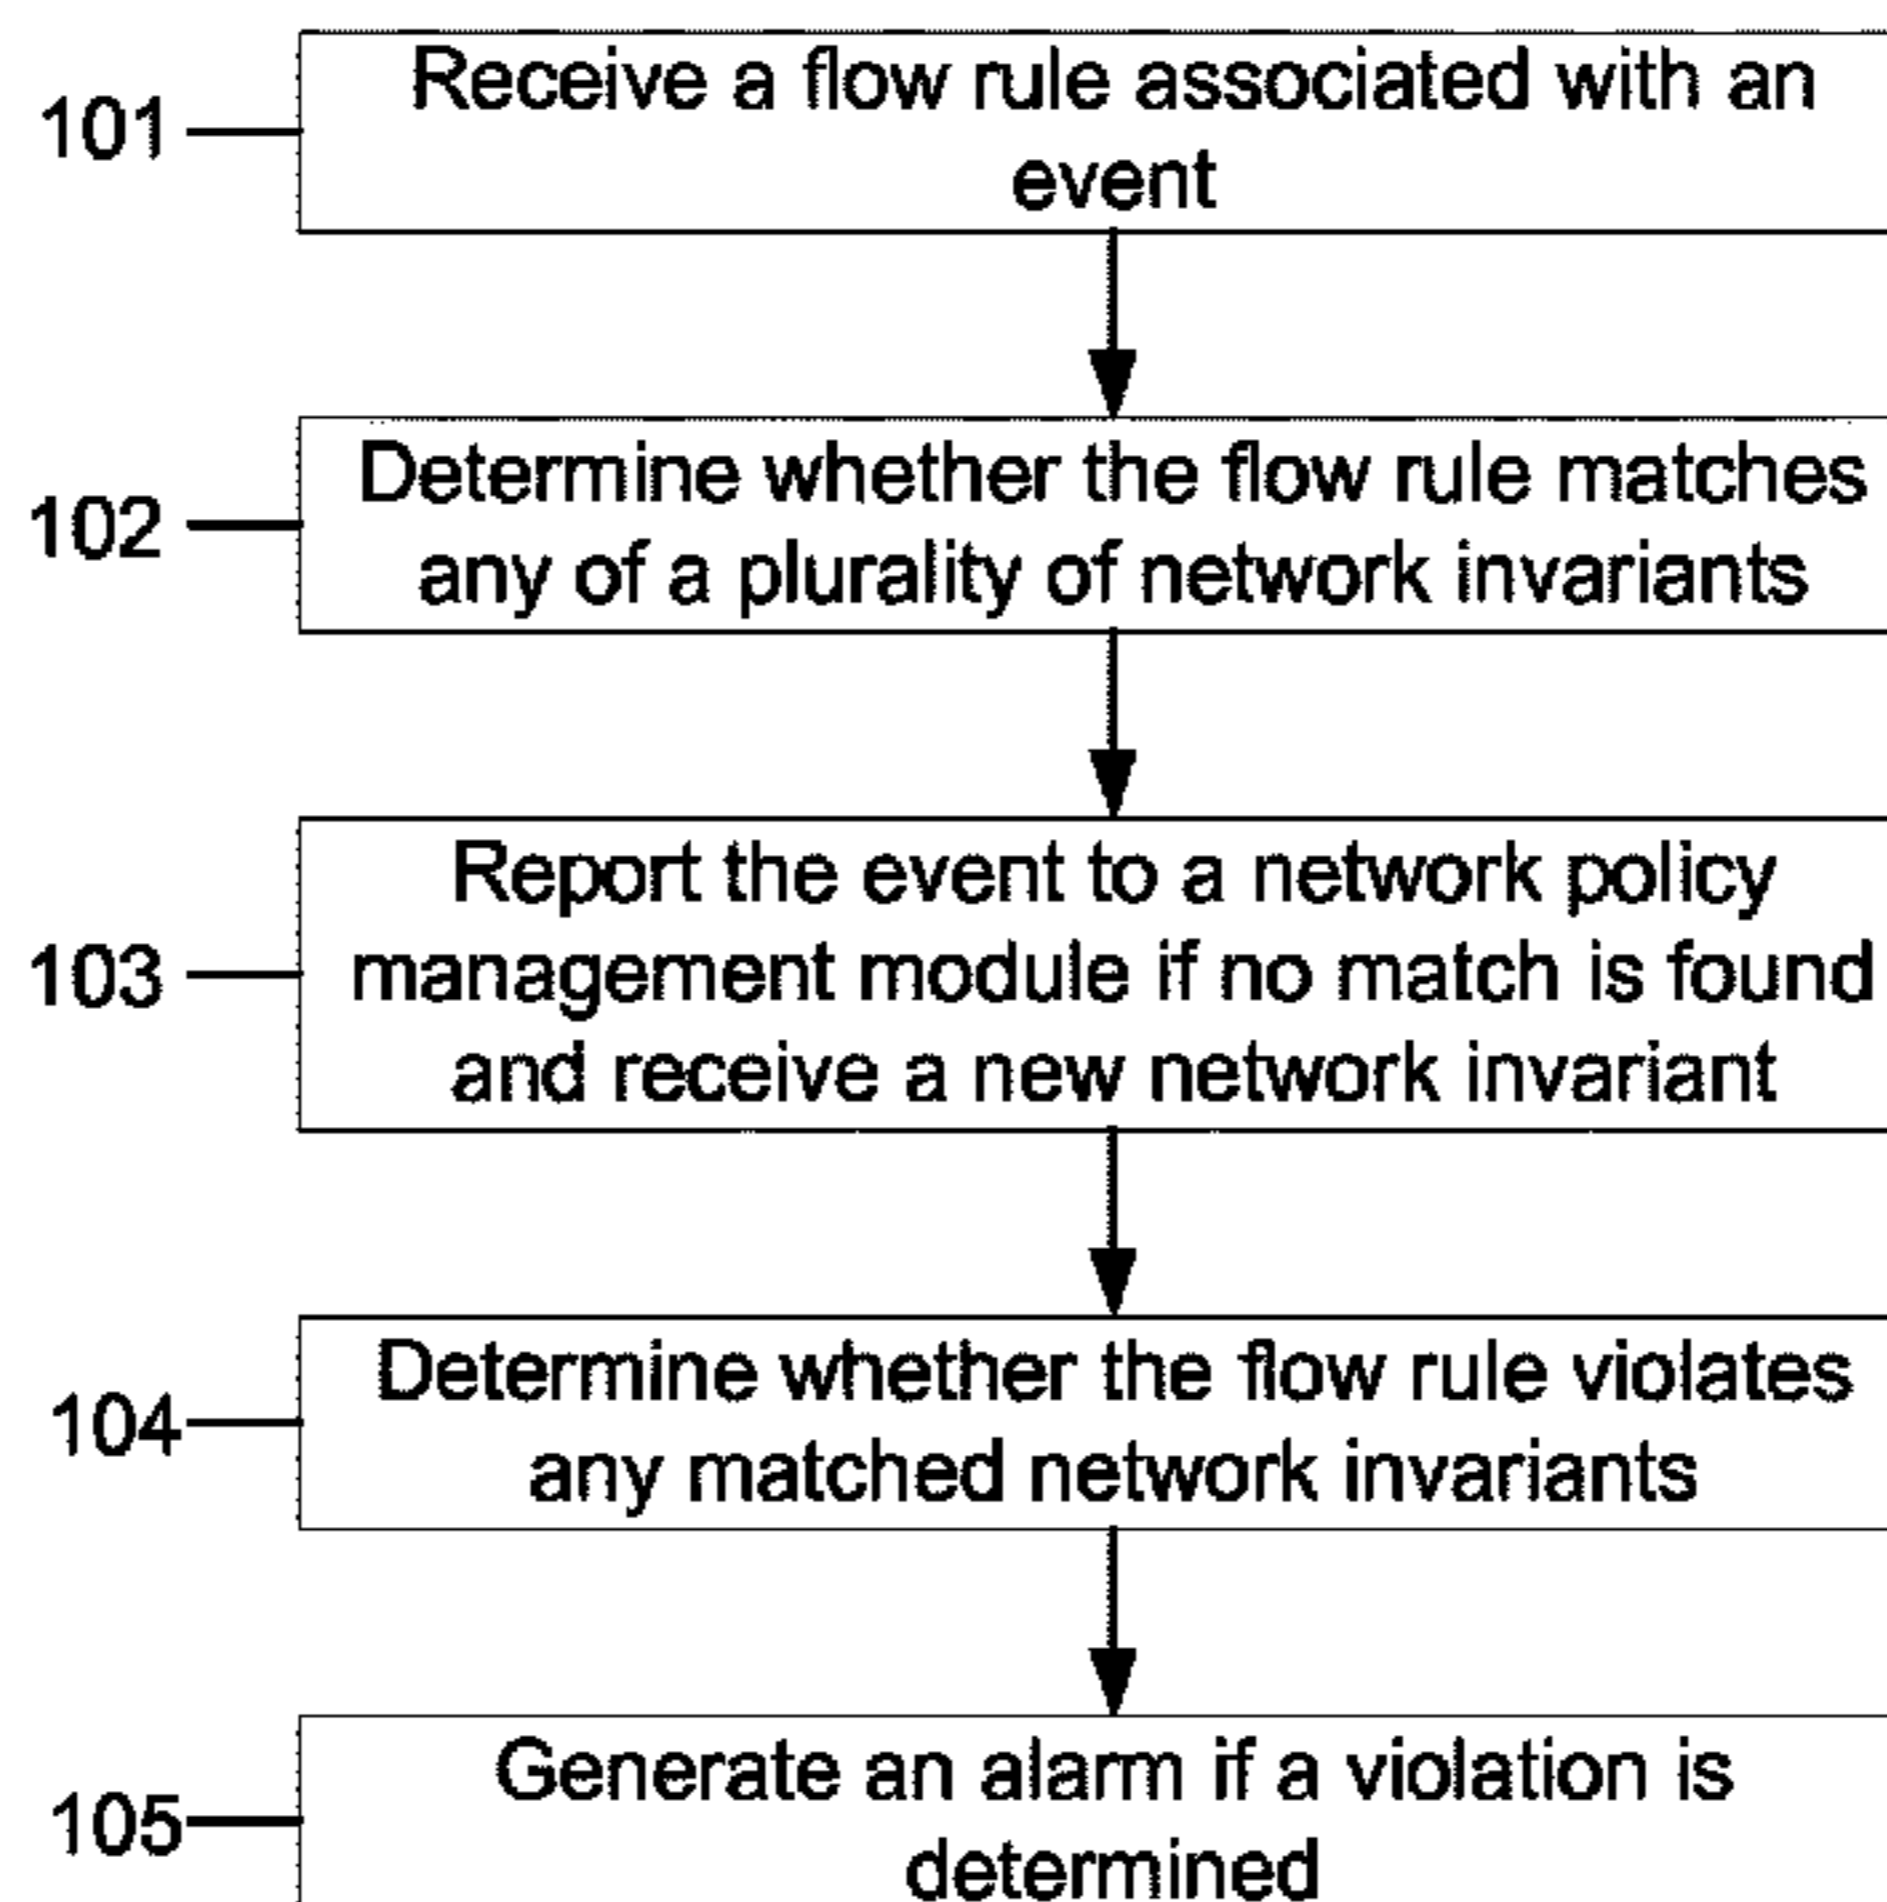 Receive a flow rule associated with an
101
event
Determine whether the flow rule matches
102
any of a plurality of network invariants
Report the event to a network policy
103
management module if no match is found
and receive a new network invariant
Determine whether the flow rule violates
104
any matched network invariants
Generate an alarm if a violation is
105
determined